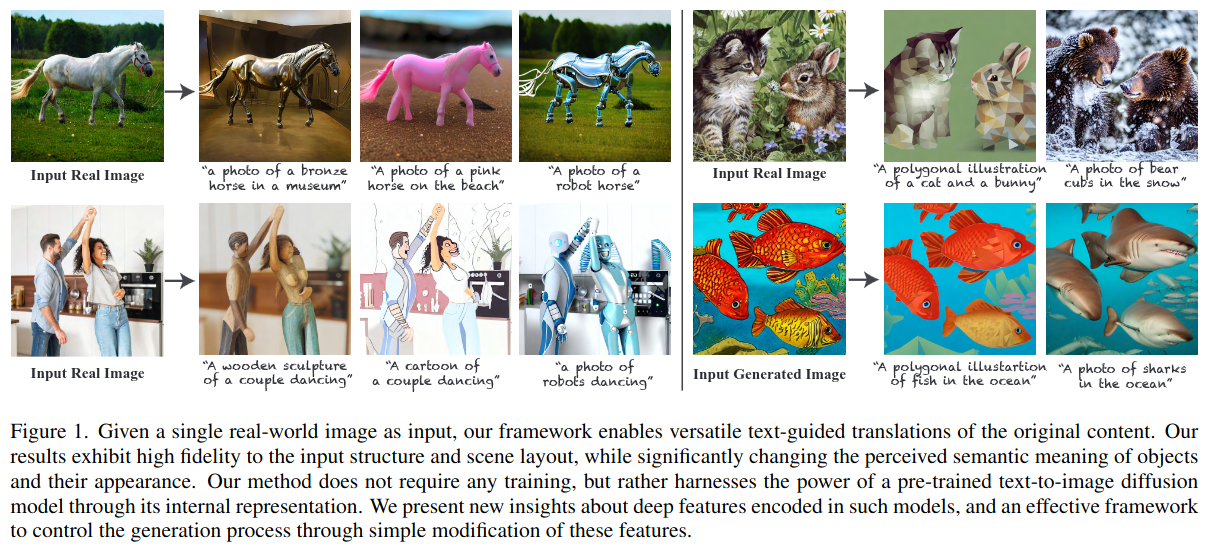 Input Real Image
"a photo of a bronze
horse in a museum"
"A photo of a pink
horse on the beach"
"A photo of a
robot horse"
Input Real Image
"A polygonal illustration
of a cat and a bunny"
"A photo of bear
cubs in the snow"
Input Real Image
"A wooden sculpture
of a couple dancing"
"A cartoon of
a couple dancing"
"a photo of
robots dancing"
Input Generated Image
"A polygonal illustartion
of fish in the ocean"
"A photo of sharks
in the ocean"
Figure 1. Given a single real-world image as input, our framework enables versatile text-guided translations of the original content. Our
results exhibit high fidelity to the input structure and scene layout, while significantly changing the perceived semantic meaning of objects
and their appearance. Our method does not require any training, but rather harnesses the power of a pre-trained text-to-image diffusion
model through its internal representation. We present new insights about deep features encoded in such models, and an effective framework
to control the generation process through simple modification of these features.